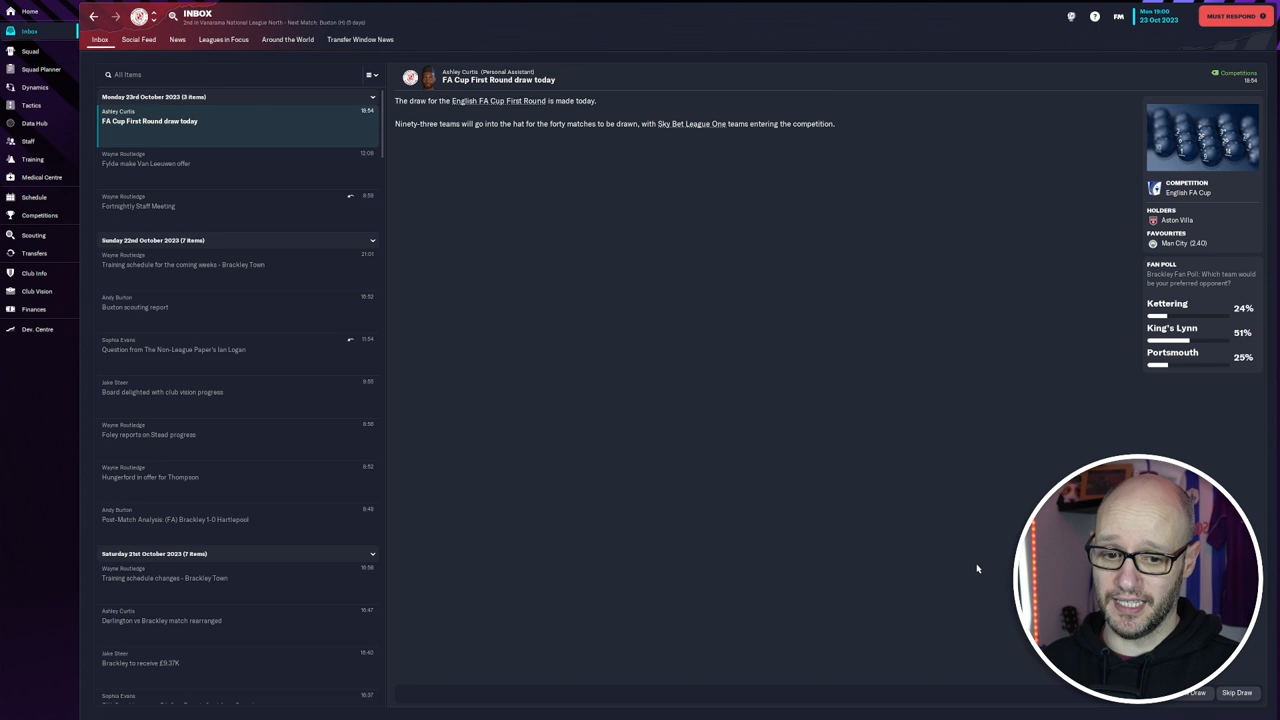 Home
Inbox
Squad
Squad Planner
Dynamics
Tactics
Data Hub
Staff
Training
Medical Centre
Schedule
Competitions
Scouting
Transfers
Club Info
Club Vision
Finances
Dev. Centre
INBOX
2nd in Vanarama National League North - Next Match: Buxton (H) (5 days)
FM
Mon 19:00
23 Oct 2023
MUST RESPOND
Inbox
Social Feed
News
Leagues in Focus
Around the World
Transfer Window News
All Items
Monday 23rd October 2023 (3 items)
Ashley Curtis 18:54
FA Cup First Round draw today
Wayne Routledge 12:08
Fylde make Van Leeuwen offer
Wayne Routledge 8:59
Fortnightly Staff Meeting
Sunday 22nd October 2023 (7 items)
Wayne Routledge 21:01
Training schedule for the coming weeks - Brackley Town
Andy Burton 16:52
Buxton scouting report
Sophia Evans 11:54
Question from The Non-League Paper's Ian Logan
Jake Steer 9:55
Board delighted with club vision progress
Wayne Routledge 8:56
Foley reports on Stead progress
Wayne Routledge 8:52
Hungerford in offer for Thompson
Andy Burton 8:49
Post-Match Analysis: (FA) Brackley 1-0 Hartlepool
Saturday 21st October 2023 (7 items)
Wayne Routledge 16:58
Training schedule changes - Brackley Town
Ashley Curtis 16:47
Darlington vs Brackley match rearranged
Jake Steer 16:40
Brackley to receive £9.37K
Sophia Evans 16:37
Ashley Curtis (Personal Assistant)
FA Cup First Round draw today
Competitions
18:54
The draw for the English FA Cup First Round is made today.
Ninety-three teams will go into the hat for the forty matches to be drawn, with Sky Bet League One teams entering the competition.
COMPETITION
English FA Cup
HOLDERS
Aston Villa
FAVOURITES
Man City (2.40)
FAN POLL
Brackley Fan Poll: Which team would
be your preferred opponent?
Kettering
24%
King's Lynn
51%
Portsmouth
25%
Draw
Skip Draw